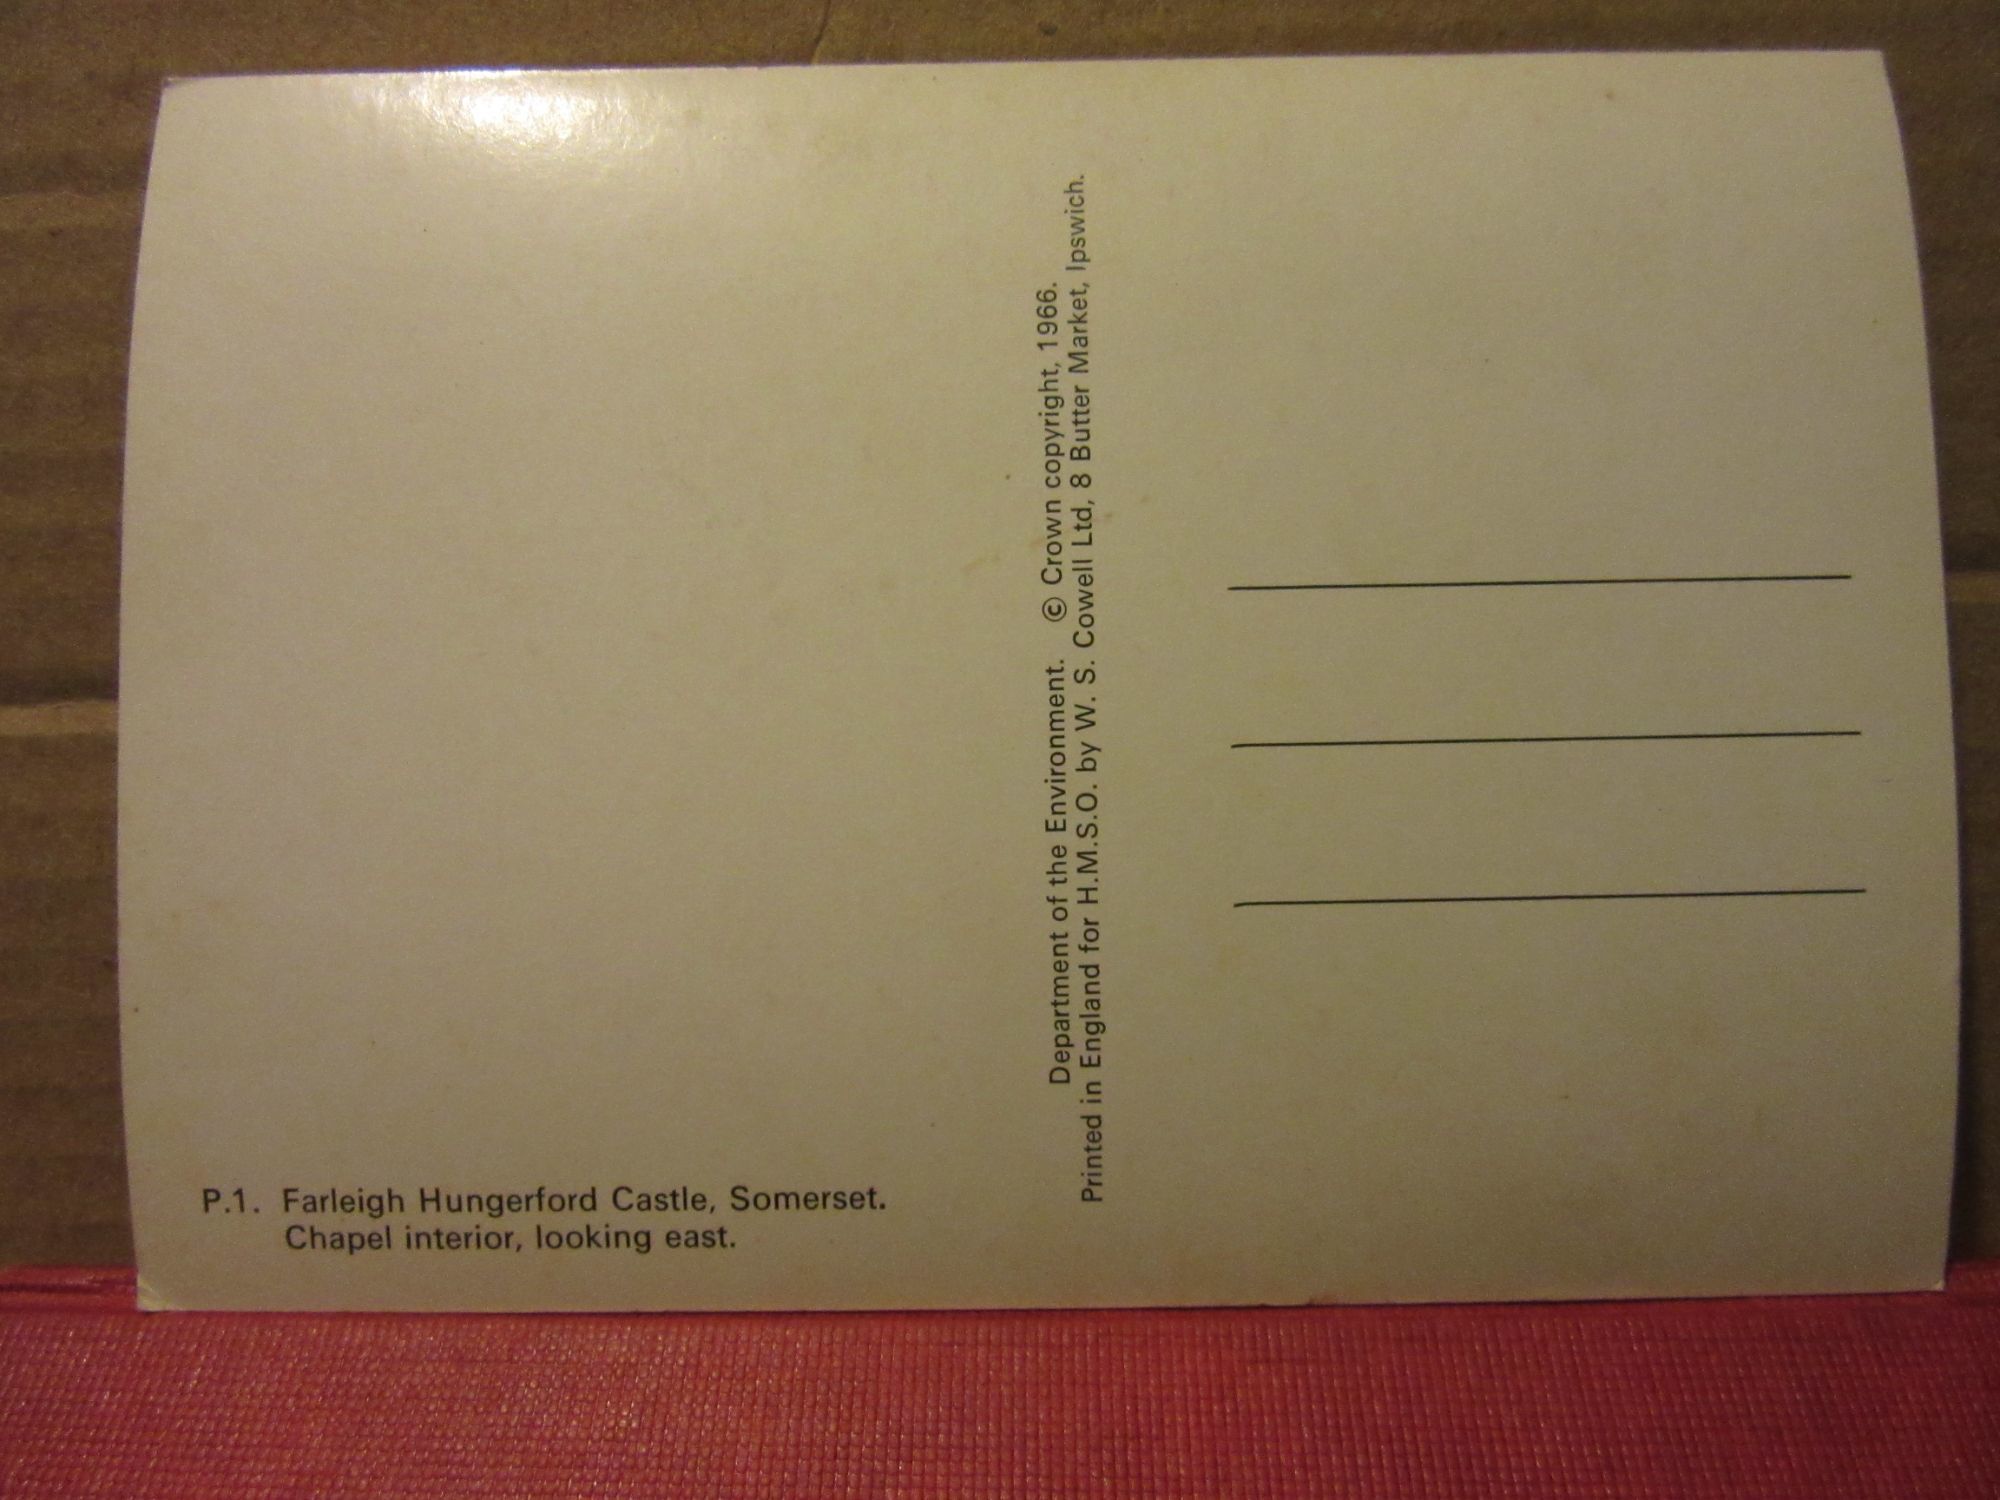 P.1. Farleigh Hungerford Castle, Somerset.
Chapel interior, looking east.
Department of the Environment. © Crown copyright, 1966.
Printed in England for H.M.S.O. by W. S. Cowell Ltd, 8 Butter Market, Ipswich.